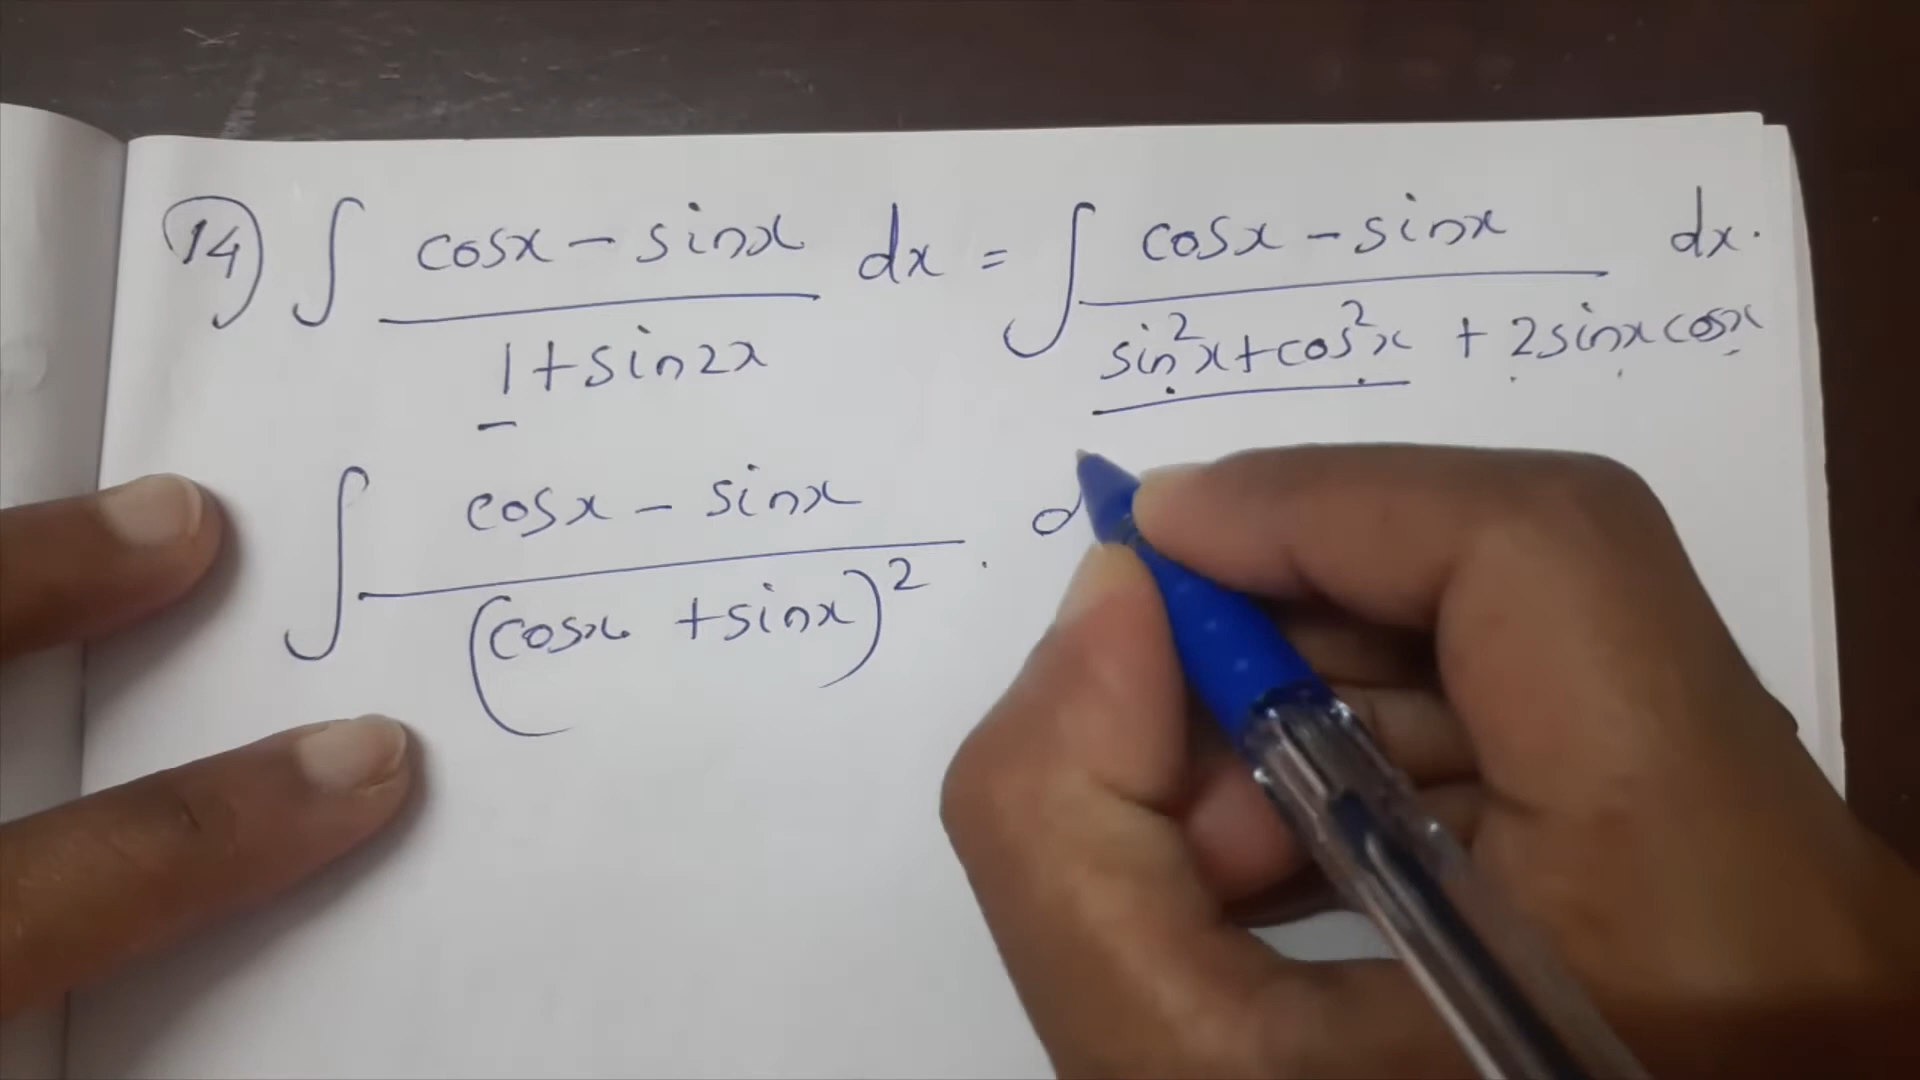 14) ∫ cosx - sinx / 1 + sin2x dx = ∫ cosx - sinx / sin²x + cos²x + 2sinx cosx dx.
∫ cosx - sinx / (cosx + sinx)² . d